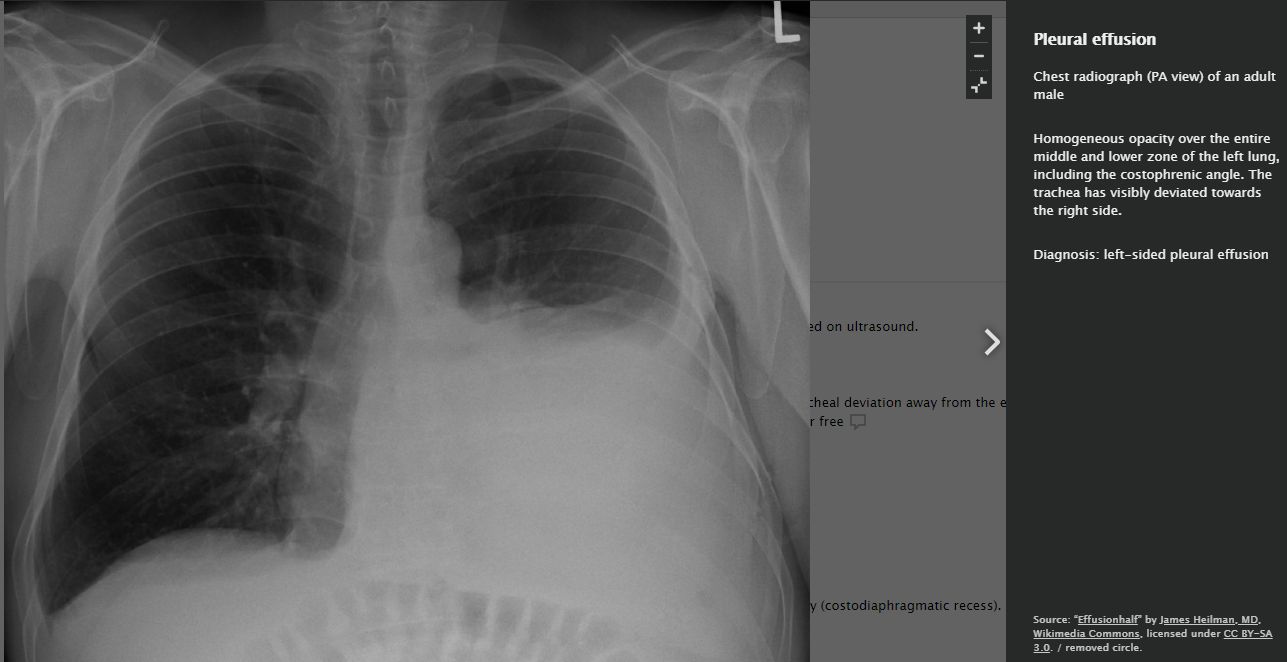 L
Pleural effusion
Chest radiograph (PA view) of an adult
male
Homogeneous opacity over the entire
middle and lower zone of the left lung,
including the costophrenic angle. The
trachea has visibly deviated towards
the right side.
Diagnosis: left-sided pleural effusion
on ultrasound.
deviation away from the
free
(costodiaphragmatic recess).
Source: “Effusionhalf” by James Heilman, MD,
Wikimedia Commons, licensed under CC BY-SA
3.0. / removed circle.